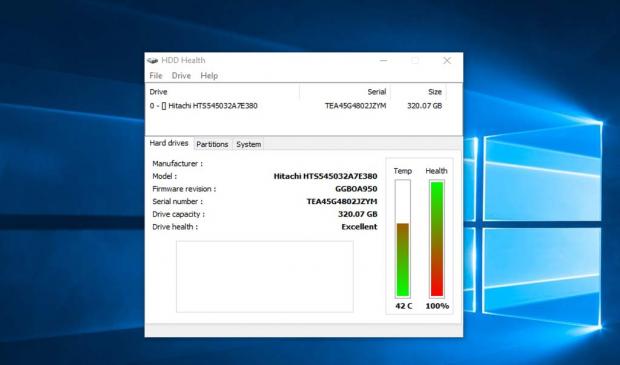 HDD Health
File Drive Help
Drive Serial Size
0 - [] Hitachi HTS545032A7E380 TEA45G4802JZYM 320.07 GB
Hard drives Partitions System
Manufacturer :
Model : Hitachi HTS545032A7E380
Firmware revision : GGBOA950
Serial number : TEA45G4802JZYM
Drive capacity : 320.07 GB
Drive health : Excellent
Temp Health
42 C 100%